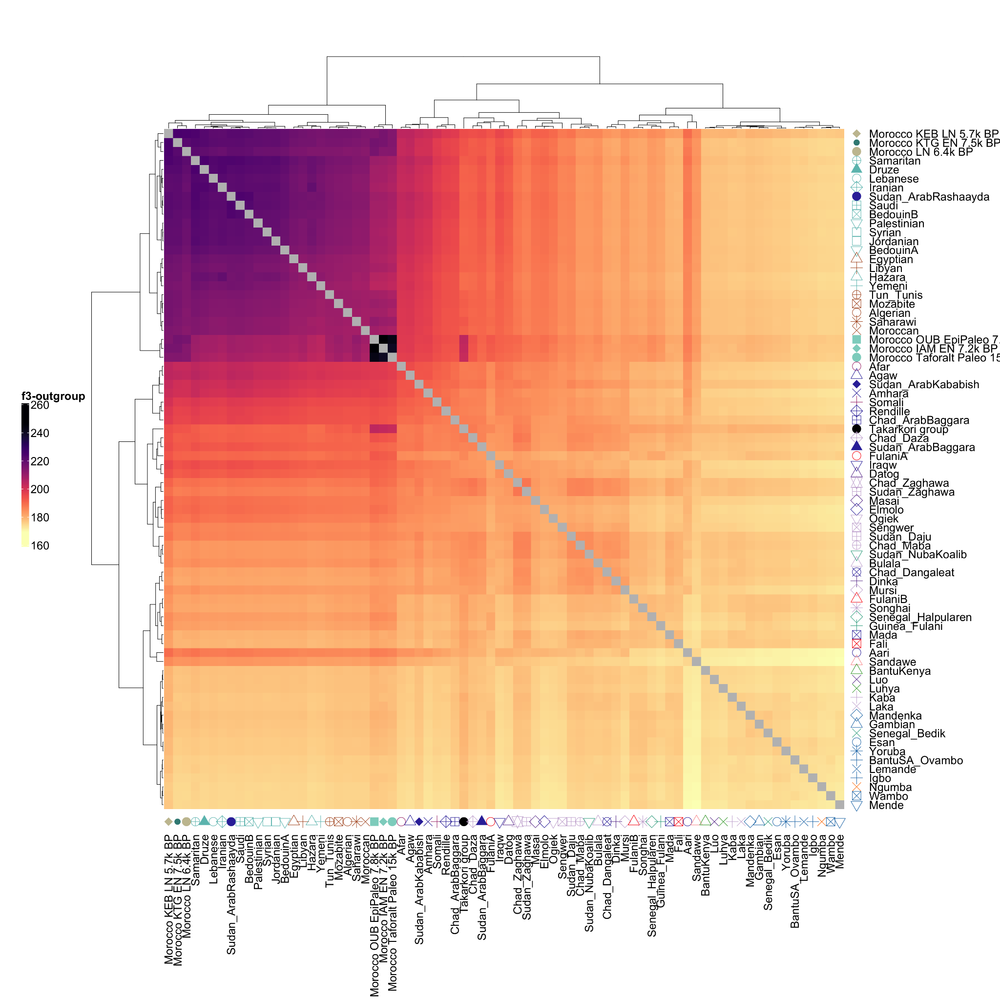 Morocco KEB LN 5.7k BP
Morocco KTG EN 7.5k BP
Morocco LN 6.4k BP
Samaritan
Druze
Lebanese
Iranian
Sudan_ArabRashaayda
Saudi
BedouinB
Palestinian
Syrian
Jordanian
BedouinA
Egyptian
Libyan
Hazara
Yemeni
Tun_Tunis
Mozabite
Algerian
Saharawi
Moroccan
Morocco OUB EpiPaleo 7.
Morocco IAM EN 7.2k BP
Morocco Taforalt Paleo 15
Afar
Agaw
Sudan_ArabKababish
Amhara
Somali
Rendille
Chad_ArabBaggara
Takarkori group
Chad_Daza
Sudan_ArabBaggara
FulaniA
Iraqw
Datog
Chad_Zaghawa
Sudan_Zaghawa
Masai
Elmolo
Ogiek
Sengwer
Sudan_Daju
Chad_Maba
Sudan_NubaKoalib
Bulala
Chad_Dangaleat
Dinka
Mursi
FulaniB
Songhai
Senegal_Halpularen
Guinea_Fulani
Mada
Fali
Aari
Sandawe
BantuKenya
Luo
Luhya
Kaba
Laka
Mandenka
Gambian
Senegal_Bedik
Esan
Yoruba
BantuSA_Ovambo
Lemande
Igbo
Ngumba
Wambo
Mende
f3-outgroup
260
240
220
200
180
160
Morocco KEB LN 5.7k BP
Morocco KTG EN 7.5k BP
Morocco LN 6.4k BP
Samaritan
Druze
Lebanese
Iranian
Sudan_ArabRashaayda
Saudi
BedouinB
Palestinian
Syrian
Jordanian
BedouinA
Egyptian
Libyan
Hazara
Yemeni
Tun_Tunis
Mozabite
Algerian
Saharawi
Moroccan
Morocco OUB EpiPaleo 7.8k BP
Morocco IAM EN 7.2k BP
Morocco Taforalt Paleo 15k BP
Afar
Agaw
Sudan_ArabKababish
Amhara
Somali
Rendille
Chad_ArabBaggara
Takarkori group
Chad_Daza
Sudan_ArabBaggara
FulaniA
Iraqw
Datog
Chad_Zaghawa
Sudan_Zaghawa
Masai
Elmolo
Ogiek
Sengwer
Sudan_Daju
Chad_Maba
Sudan_NubaKoalib
Bulala
Chad_Dangaleat
Dinka
Mursi
FulaniB
Songhai
Senegal_Halpularen
Guinea_Fulani
Mada
Fali
Aari
Sandawe
BantuKenya
Luo
Luhya
Kaba
Laka
Mandenka
Gambian
Senegal_Bedik
Esan
Yoruba
BantuSA_Ovambo
Lemande
Igbo
Ngumba
Wambo
Mende